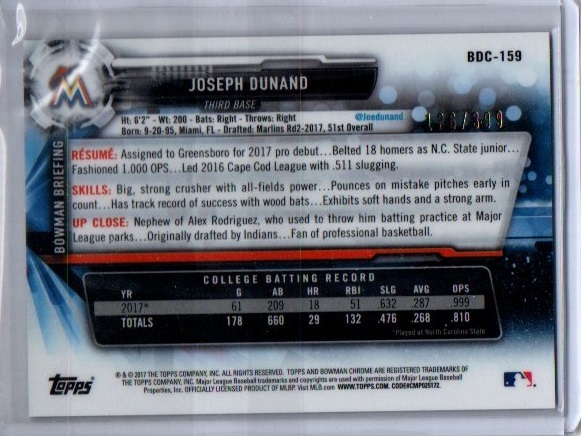 BDC-159
JOSEPH DUNAND
THIRD BASE
Ht: 6'2" - Wt: 200 - Bats: Right - Throws: Right @Joedunand
Born: 9-20-95, Miami, FL - Drafted: Marlins Rd2-2017, 51st Overall
BOWMAN BRIEFING
RÉSUMÉ: Assigned to Greensboro for 2017 pro debut...Belted 18 homers as N.C. State junior...
Fashioned 1.000 OPS...Led 2016 Cape Cod League with .511 slugging.
SKILLS: Big, strong crusher with all-fields power...Pounces on mistake pitches early in
count...Has track record of success with wood bats...Exhibits soft hands and a strong arm.
UP CLOSE: Nephew of Alex Rodriguez, who used to throw him batting practice at Major
League parks...Originally drafted by Indians...Fan of professional basketball.
COLLEGE BATTING RECORD
YR G AB HR RBI SLG AVG OPS
2017* 61 209 18 51 .632 .287 .999
TOTALS 178 660 29 132 .476 .268 .810
*Played at North Carolina State
Topps
® & © 2017 THE TOPPS COMPANY, INC. ALL RIGHTS RESERVED. TOPPS AND BOWMAN CHROME ARE REGISTERED TRADEMARKS OF
THE TOPPS COMPANY, INC. Major League Baseball trademarks and copyrights are used with permission of Major League Baseball
Properties, Inc. OFFICIALLY LICENSED PRODUCT OF MLBP. Visit MLB.com WWW.TOPPS.COM. CODE#CMP025172.